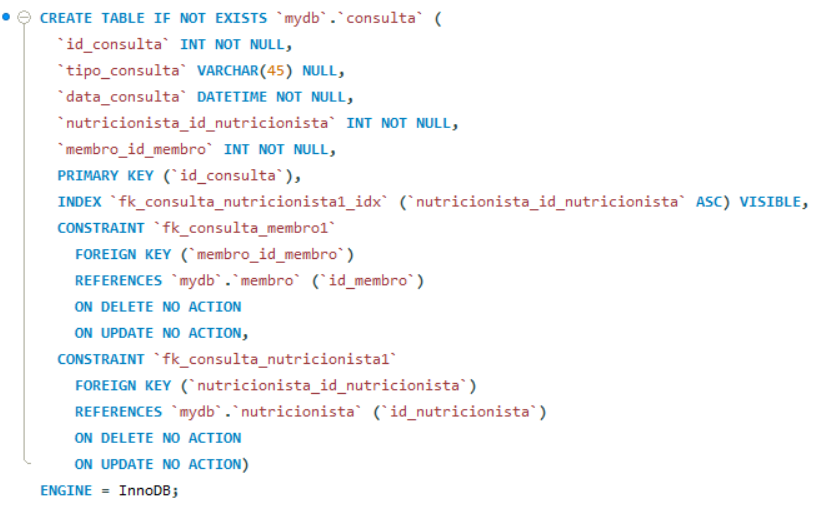 CREATE TABLE IF NOT EXISTS `mydb`.`consulta` (
`id_consulta` INT NOT NULL,
`tipo_consulta` VARCHAR(45) NULL,
`data_consulta` DATETIME NOT NULL,
`nutricionista_id_nutricionista` INT NOT NULL,
`membro_id_membro` INT NOT NULL,
PRIMARY KEY (`id_consulta`),
INDEX `fk_consulta_nutricionista1_idx` (`nutricionista_id_nutricionista` ASC) VISIBLE,
CONSTRAINT `fk_consulta_membro1`
FOREIGN KEY (`membro_id_membro`)
REFERENCES `mydb`.`membro` (`id_membro`)
ON DELETE NO ACTION
ON UPDATE NO ACTION,
CONSTRAINT `fk_consulta_nutricionista1`
FOREIGN KEY (`nutricionista_id_nutricionista`)
REFERENCES `mydb`.`nutricionista` (`id_nutricionista`)
ON DELETE NO ACTION
ON UPDATE NO ACTION)
ENGINE = InnoDB;